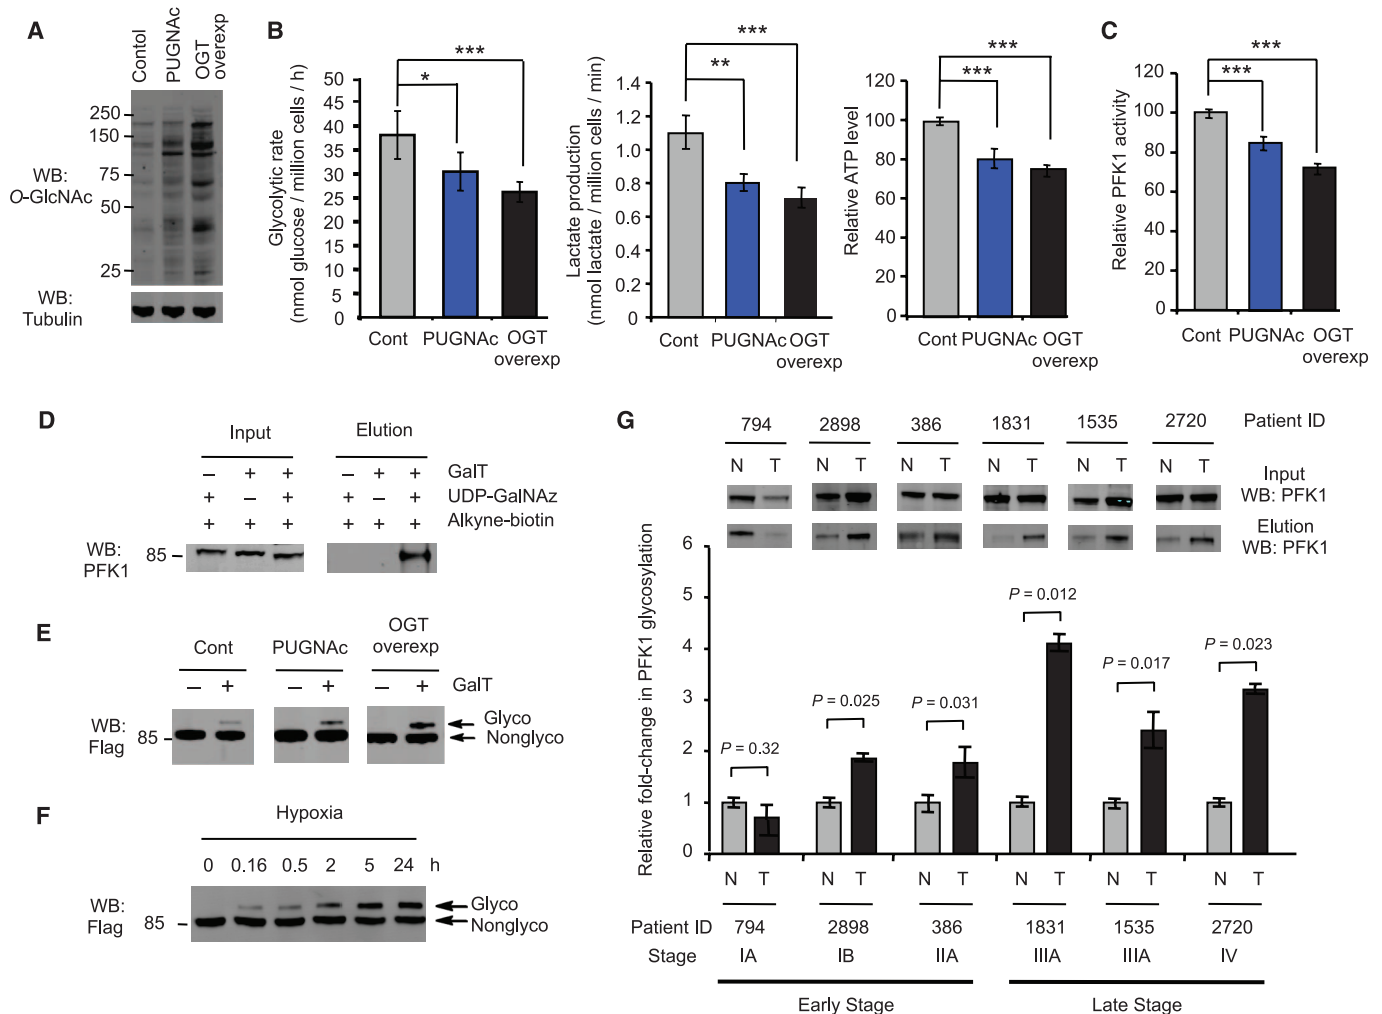 A
Contol
PUGNAc
OGT
overexp
250
150
75
50
25
WB:
O-GlcNAc
WB:
Tubulin
B
Glycolytic rate
(nmol glucose / million cells / h)
50
45
40
35
30
25
20
15
10
5
0
***
*
Cont PUGNAc OGT
overexp
Lactate production
(nmol lactate / million cells / min)
1.4
1.2
1.0
0.8
0.6
0.4
0.2
0
***
**
Cont PUGNAc OGT
overexp
Relative ATP level
120
100
80
60
40
20
0
***
***
Cont PUGNAc OGT
overexp
C
Relative PFK1 activity
120
100
80
60
40
20
0
***
***
Cont PUGNAc OGT
overexp
D
Input Elution
– + + – + + GalT
+ – + + – + UDP-GalNAz
+ + + + + + Alkyne-biotin
WB:
PFK1
85
E
Cont PUGNAc OGT
overexp
– + – + – + GalT
WB:
Flag
85
Glyco
Nonglyco
F
Hypoxia
0 0.16 0.5 2 5 24 h
WB:
Flag
85
Glyco
Nonglyco
G
794 2898 386 1831 1535 2720 Patient ID
N T N T N T N T N T N T
Input
WB: PFK1
Elution
WB: PFK1
Relative fold-change in PFK1 glycosylation
6
5
4
3
2
1
0
P = 0.32
P = 0.025
P = 0.031
P = 0.012
P = 0.017
P = 0.023
N T N T N T N T N T N T
Patient ID 794 2898 386 1831 1535 2720
Stage IA IB IIA IIIA IIIA IV
Early Stage Late Stage